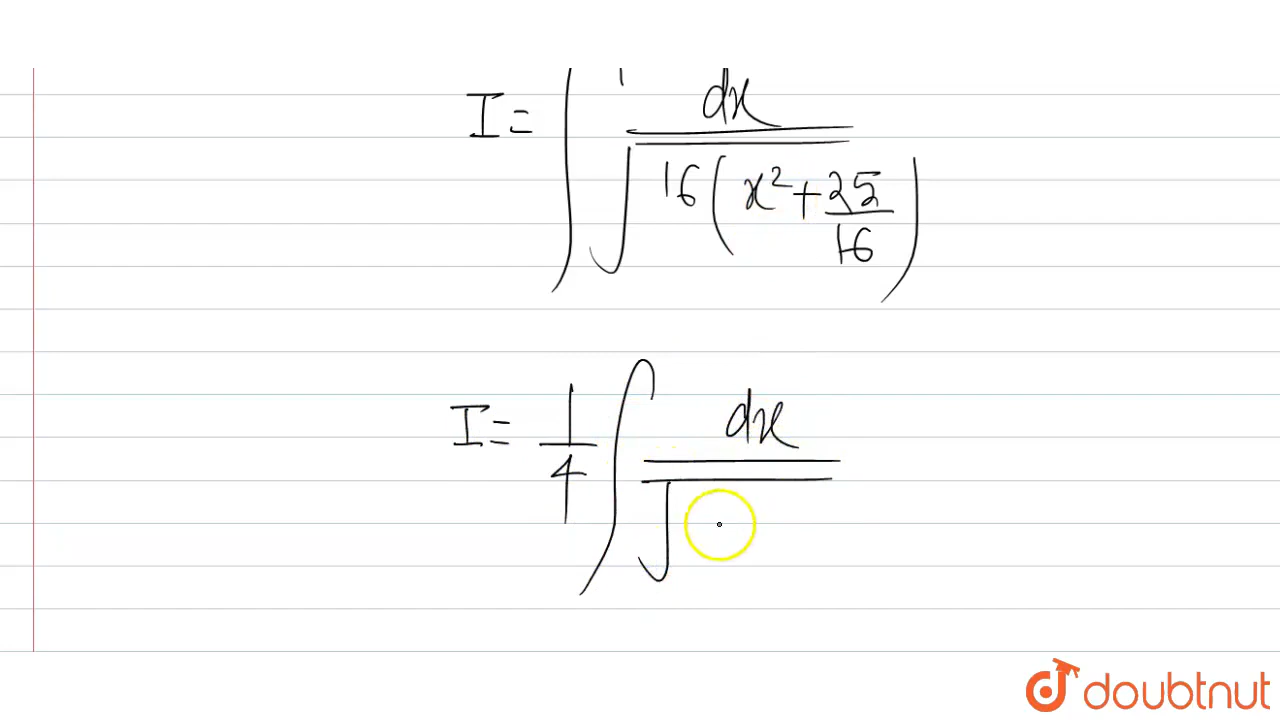 I = ∫ dx / √16(x² + 25/16)
I = 1/4 ∫ dx / √
doubtnut